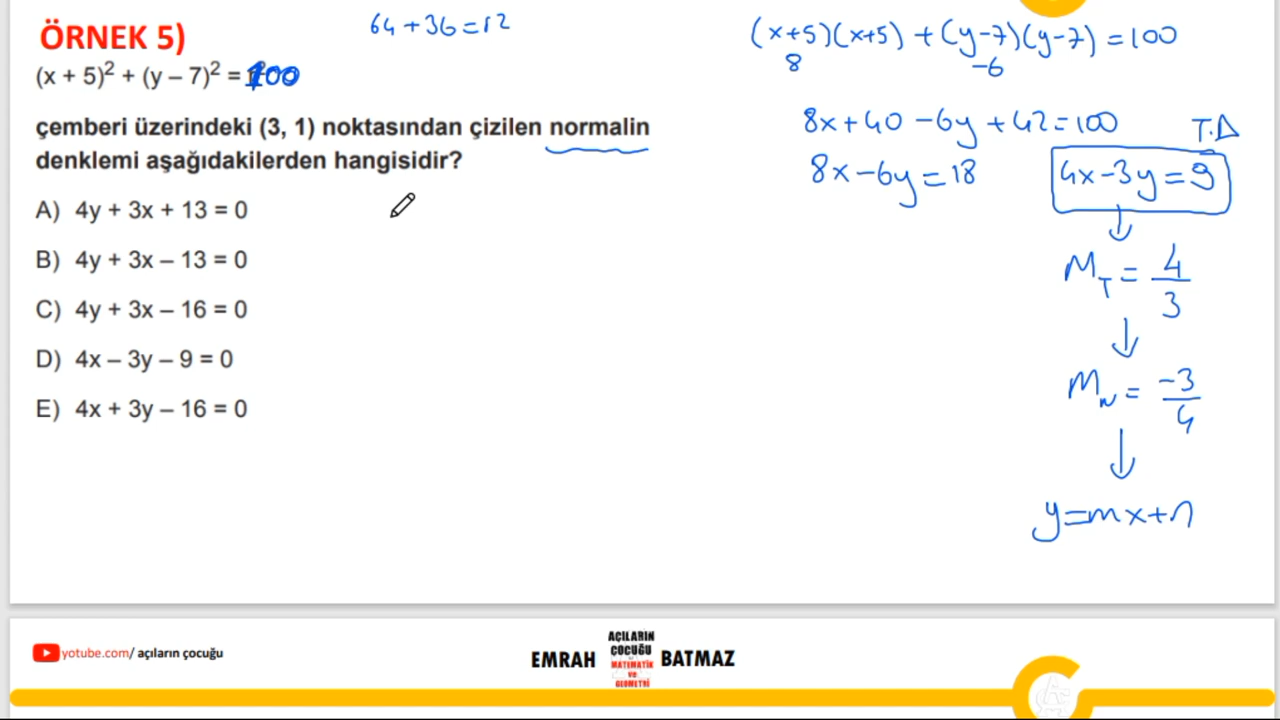 ÖRNEK 5)
64 + 36 = r2
(x + 5)² + (y – 7)² = 100
çemberi üzerindeki (3, 1) noktasından çizilen normalin
denklemi aşağıdakilerden hangisidir?
A) 4y + 3x + 13 = 0
B) 4y + 3x – 13 = 0
C) 4y + 3x – 16 = 0
D) 4x – 3y – 9 = 0
E) 4x + 3y – 16 = 0
(x+5)(x+5) + (y-7)(y-7) = 100
8 -6
8x + 40 - 6y + 42 = 100
8x - 6y = 18
T.D
4x - 3y = 9
MT = 4/3
MN = -3/4
y = mx + n
yotube.com/ açıların çocuğu
EMRAH
AÇILARIN
ÇOCUĞU
MATEMATİK
ve
GEOMETRİ
BATMAZ